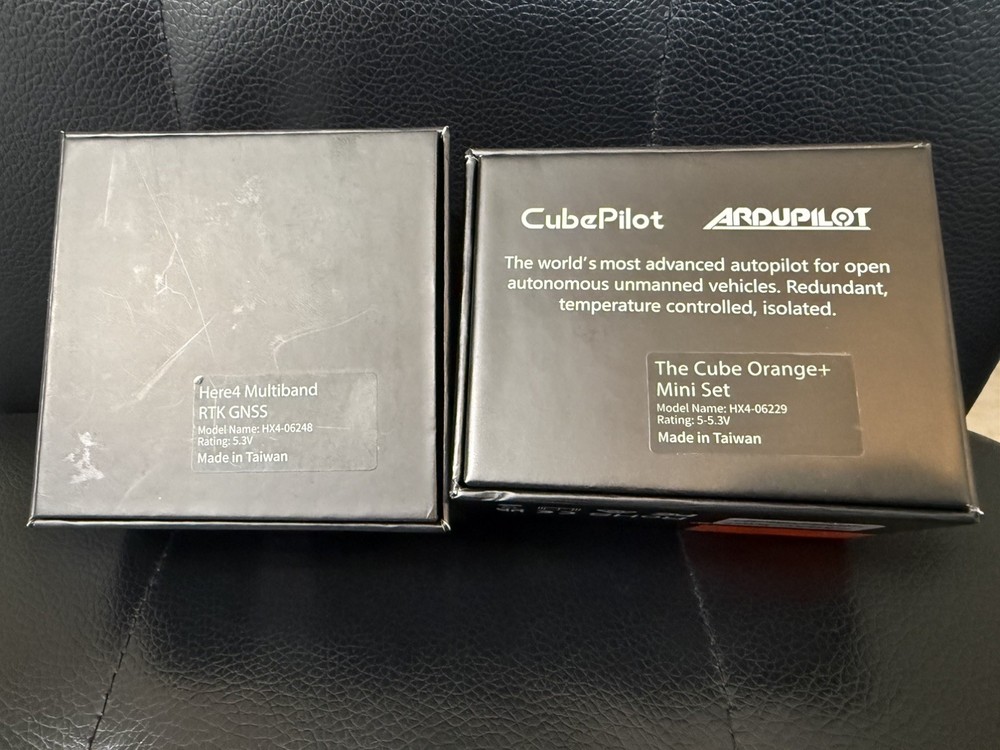 Here4 Multiband
RTK GNSS
Model Name: HX4-06248
Rating: 5.3V
Made in Taiwan
CubePilot
ARDUPILOT
The world's most advanced autopilot for open
autonomous unmanned vehicles. Redundant,
temperature controlled, isolated.
The Cube Orange+
Mini Set
Model Name: HX4-06229
Rating: 5-5.3V
Made in Taiwan